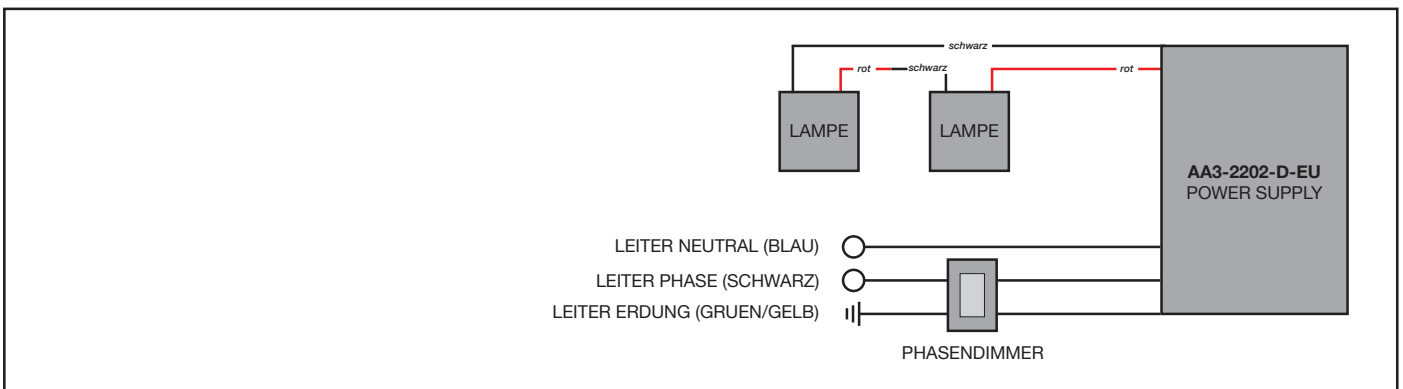 schwarz
rot
schwarz
rot
LAMPE
LAMPE
AA3-2202-D-EU
POWER SUPPLY
LEITER NEUTRAL (BLAU)
LEITER PHASE (SCHWARZ)
LEITER ERDUNG (GRUEN/GELB)
PHASENDIMMER